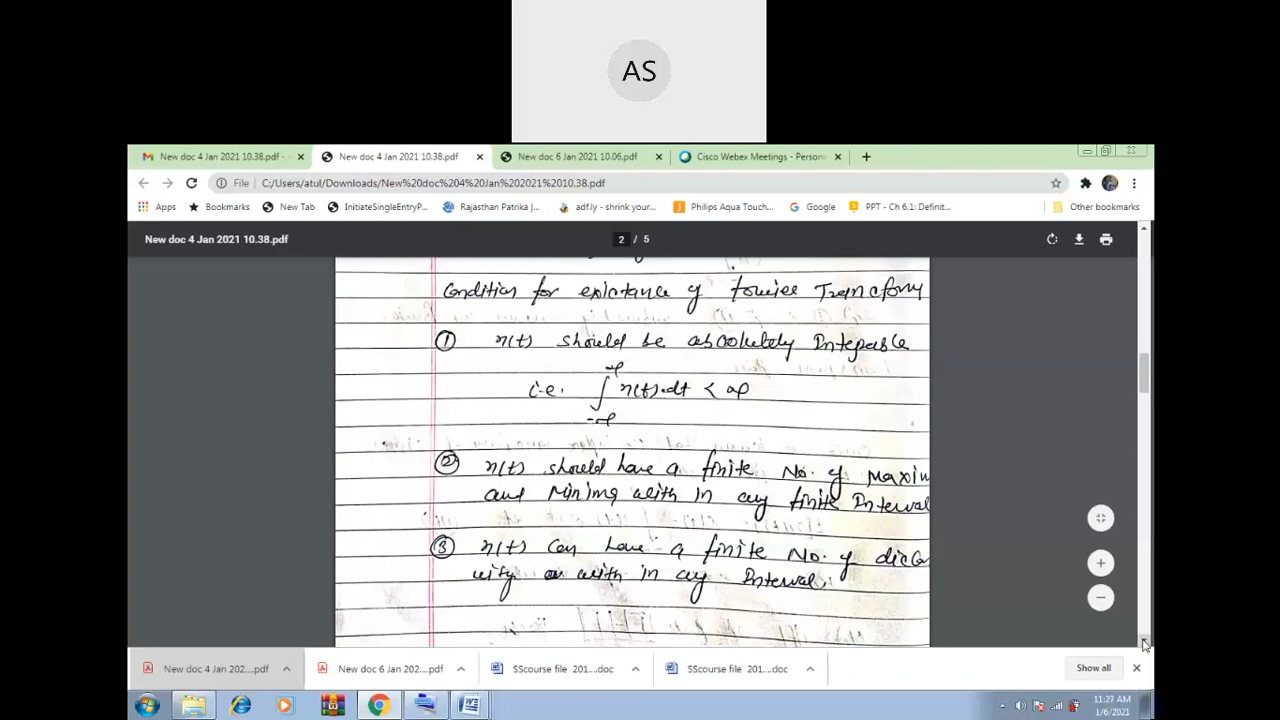 AS
New doc 4 Jan 2021 10.38.pdf -
New doc 4 Jan 2021 10.38.pdf
New doc 6 Jan 2021 10.06.pdf
Cisco Webex Meetings - Person
File C:/Users/atul/Downloads/New%20doc%204%20Jan%202021%2010.38.pdf
Apps Bookmarks New Tab InitiateSingleEntryP... Rajasthan Patrika |... adf.ly - shrink your... Philips Aqua Touch... Google PPT - Ch 6.1: Definit... Other bookmarks
New doc 4 Jan 2021 10.38.pdf 2 / 5
Condition for existance of fourier Transform
① x(t) should be absolutely Integrable
i.e. ∫ x(t).dt < ∞
② x(t) should have a finite No. of Maxim
and Minima with in any finite Interval
③ x(t) can have a finite No. of discon
uity with in any Interval.
New doc 4 Jan 202....pdf New doc 6 Jan 202....pdf SScourse file 201....doc SScourse file 201....doc Show all
11:27 AM
1/6/2021